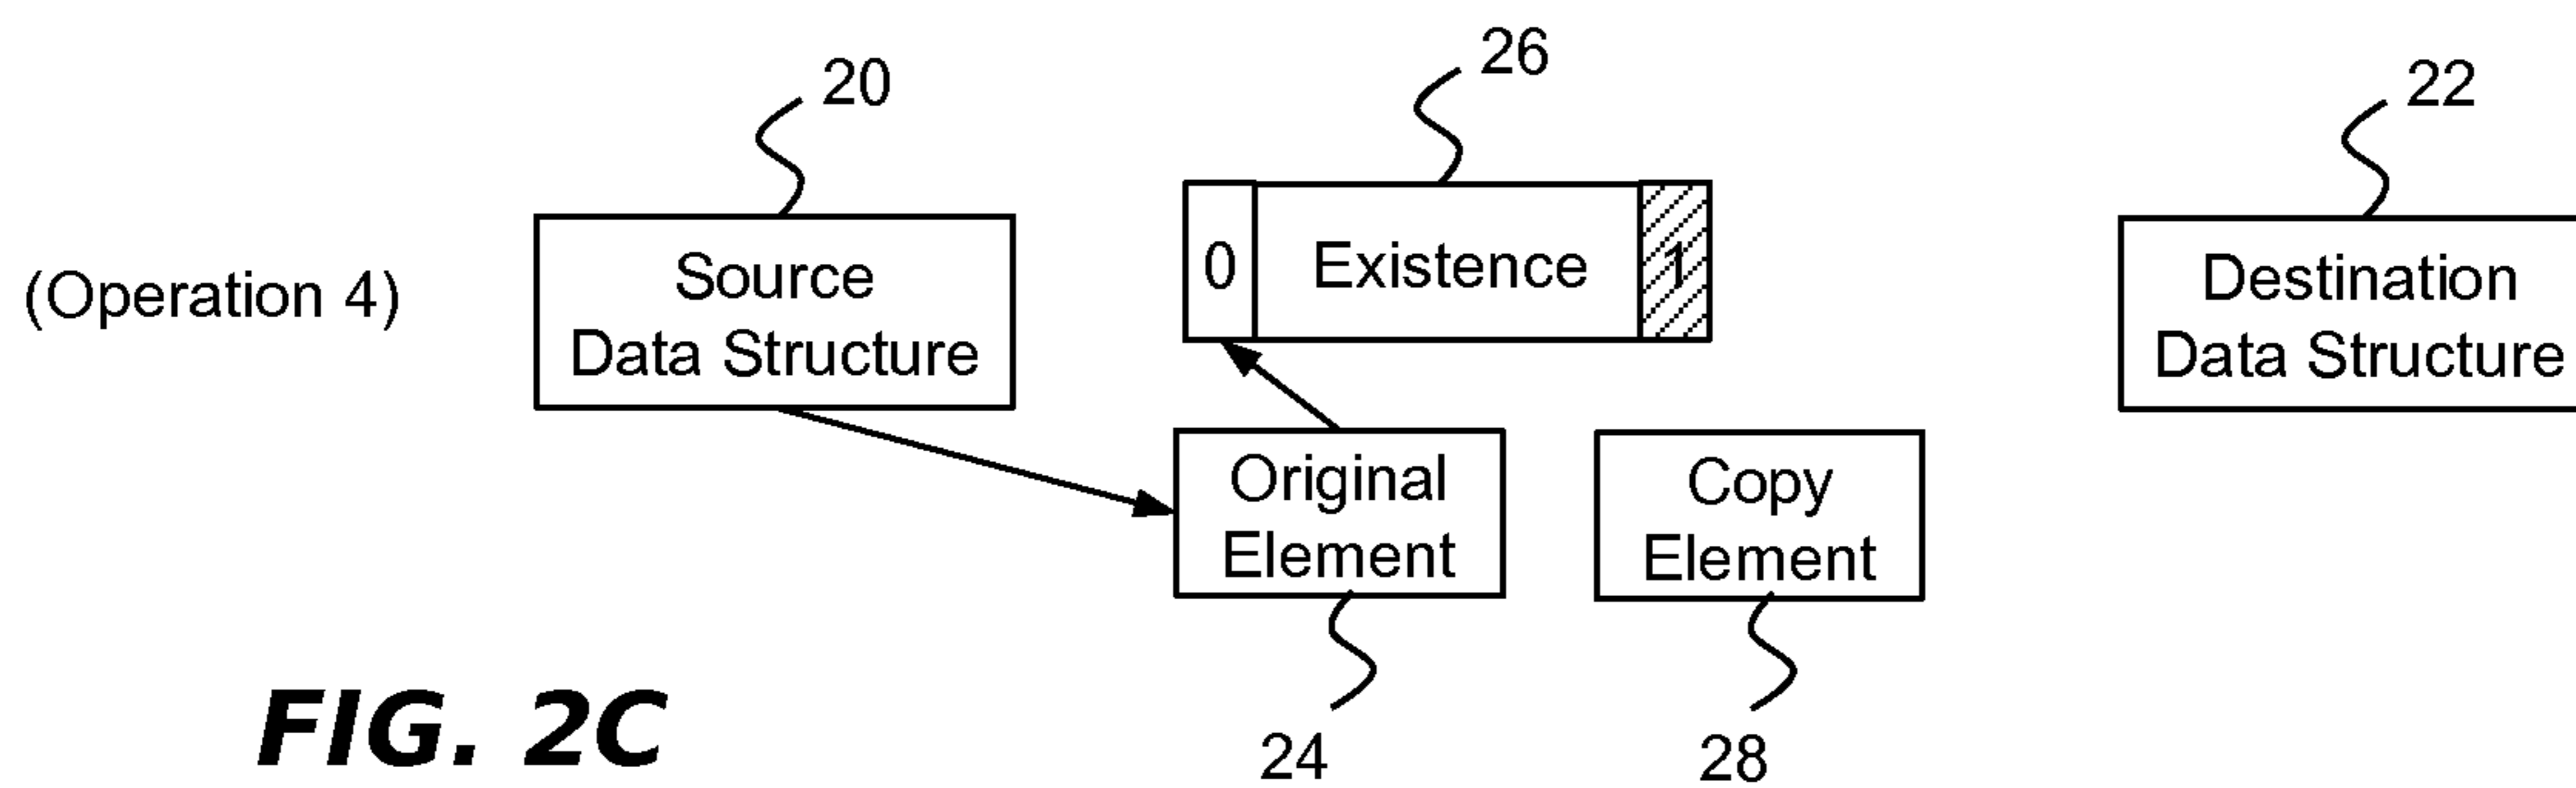 26
20
22
(Operation 4)
Source
Data Structure
0
Existence
1
Destination
Data Structure
Original
Element
Copy
Element
FIG. 2C
24
28